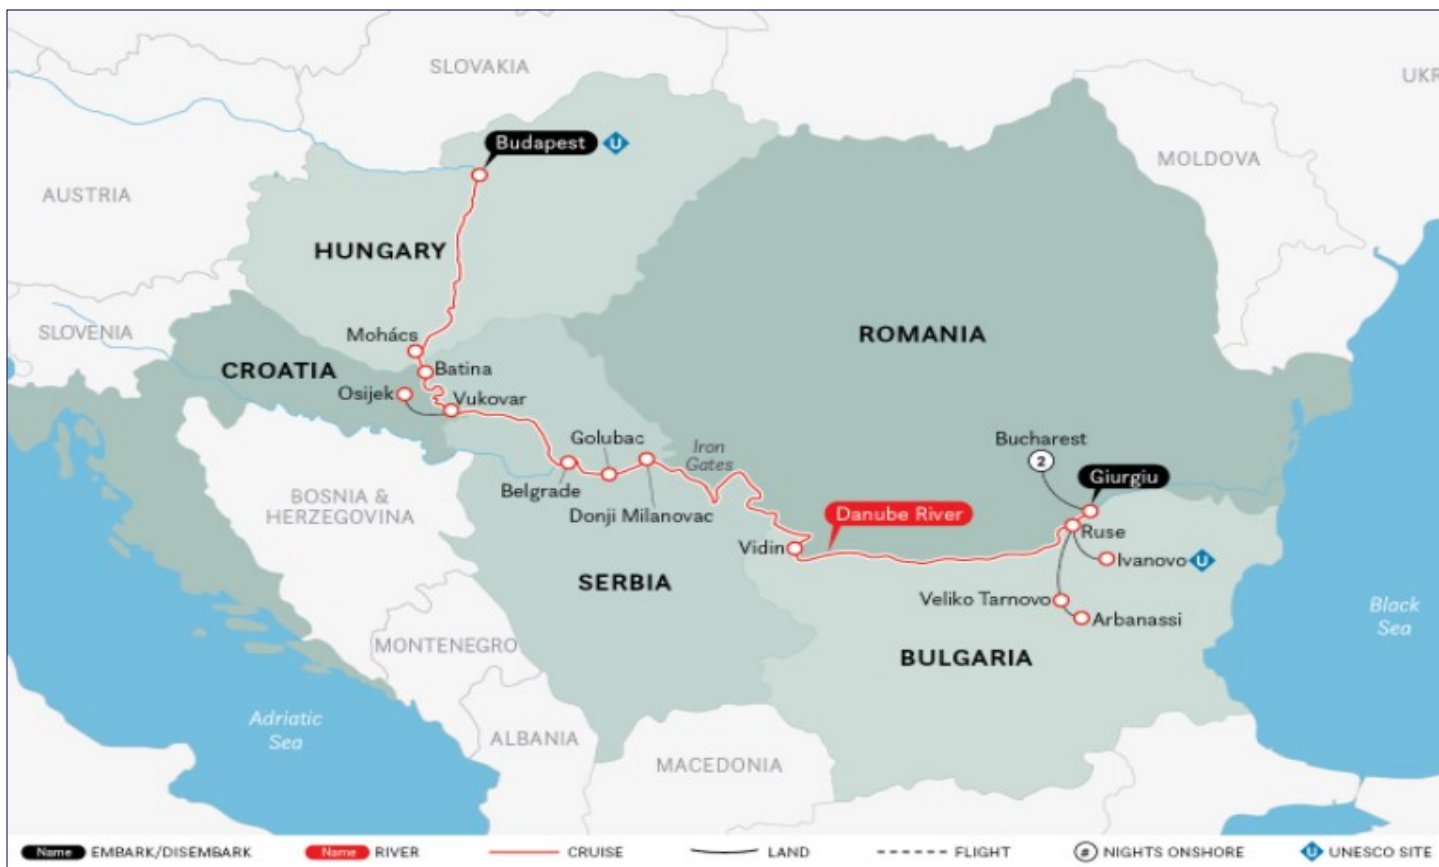 SLOVAKIA
UKR
Budapest
U
MOLDOVA
AUSTRIA
HUNGARY
SLOVENIA
Mohács
ROMANIA
CROATIA
Batina
Osijek
Vukovar
Golubac
Iron
Gates
Bucharest
2
Giurgiu
BOSNIA &
HERZEGOVINA
Belgrade
Donji Milanovac
Danube River
Ruse
Vidin
Ivanovo
U
SERBIA
Veliko Tarnovo
Arbanassi
Black
Sea
MONTENEGRO
BULGARIA
Adriatic
Sea
ALBANIA
MACEDONIA
Name EMBARK/DISEMBARK Name RIVER CRUISE LAND FLIGHT # NIGHTS ONSHORE U UNESCO SITE